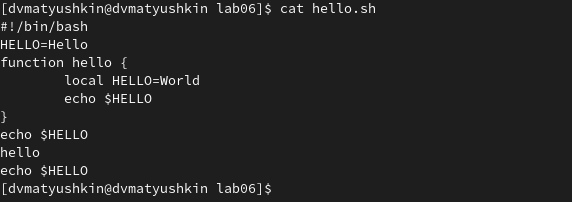 [dvmatyushkin@dvmatyushkin lab06]$ cat hello.sh
#!/bin/bash
HELLO=Hello
function hello {
        local HELLO=World
        echo $HELLO
}
echo $HELLO
hello
echo $HELLO
[dvmatyushkin@dvmatyushkin lab06]$